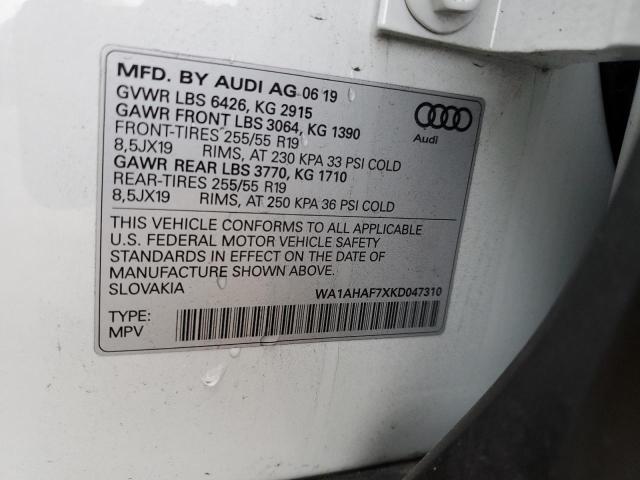 MFD. BY AUDI AG 06 19
GVWR LBS 6426, KG 2915
GAWR FRONT LBS 3064, KG 1390
FRONT-TIRES 255/55 R19
8,5JX19 RIMS, AT 230 KPA 33 PSI COLD
GAWR REAR LBS 3770, KG 1710
REAR-TIRES 255/55 R19
8,5JX19 RIMS, AT 250 KPA 36 PSI COLD
Audi
THIS VEHICLE CONFORMS TO ALL APPLICABLE
U.S. FEDERAL MOTOR VEHICLE SAFETY
STANDARDS IN EFFECT ON THE DATE OF
MANUFACTURE SHOWN ABOVE.
SLOVAKIA WA1AHAF7XKD047310
TYPE:
MPV